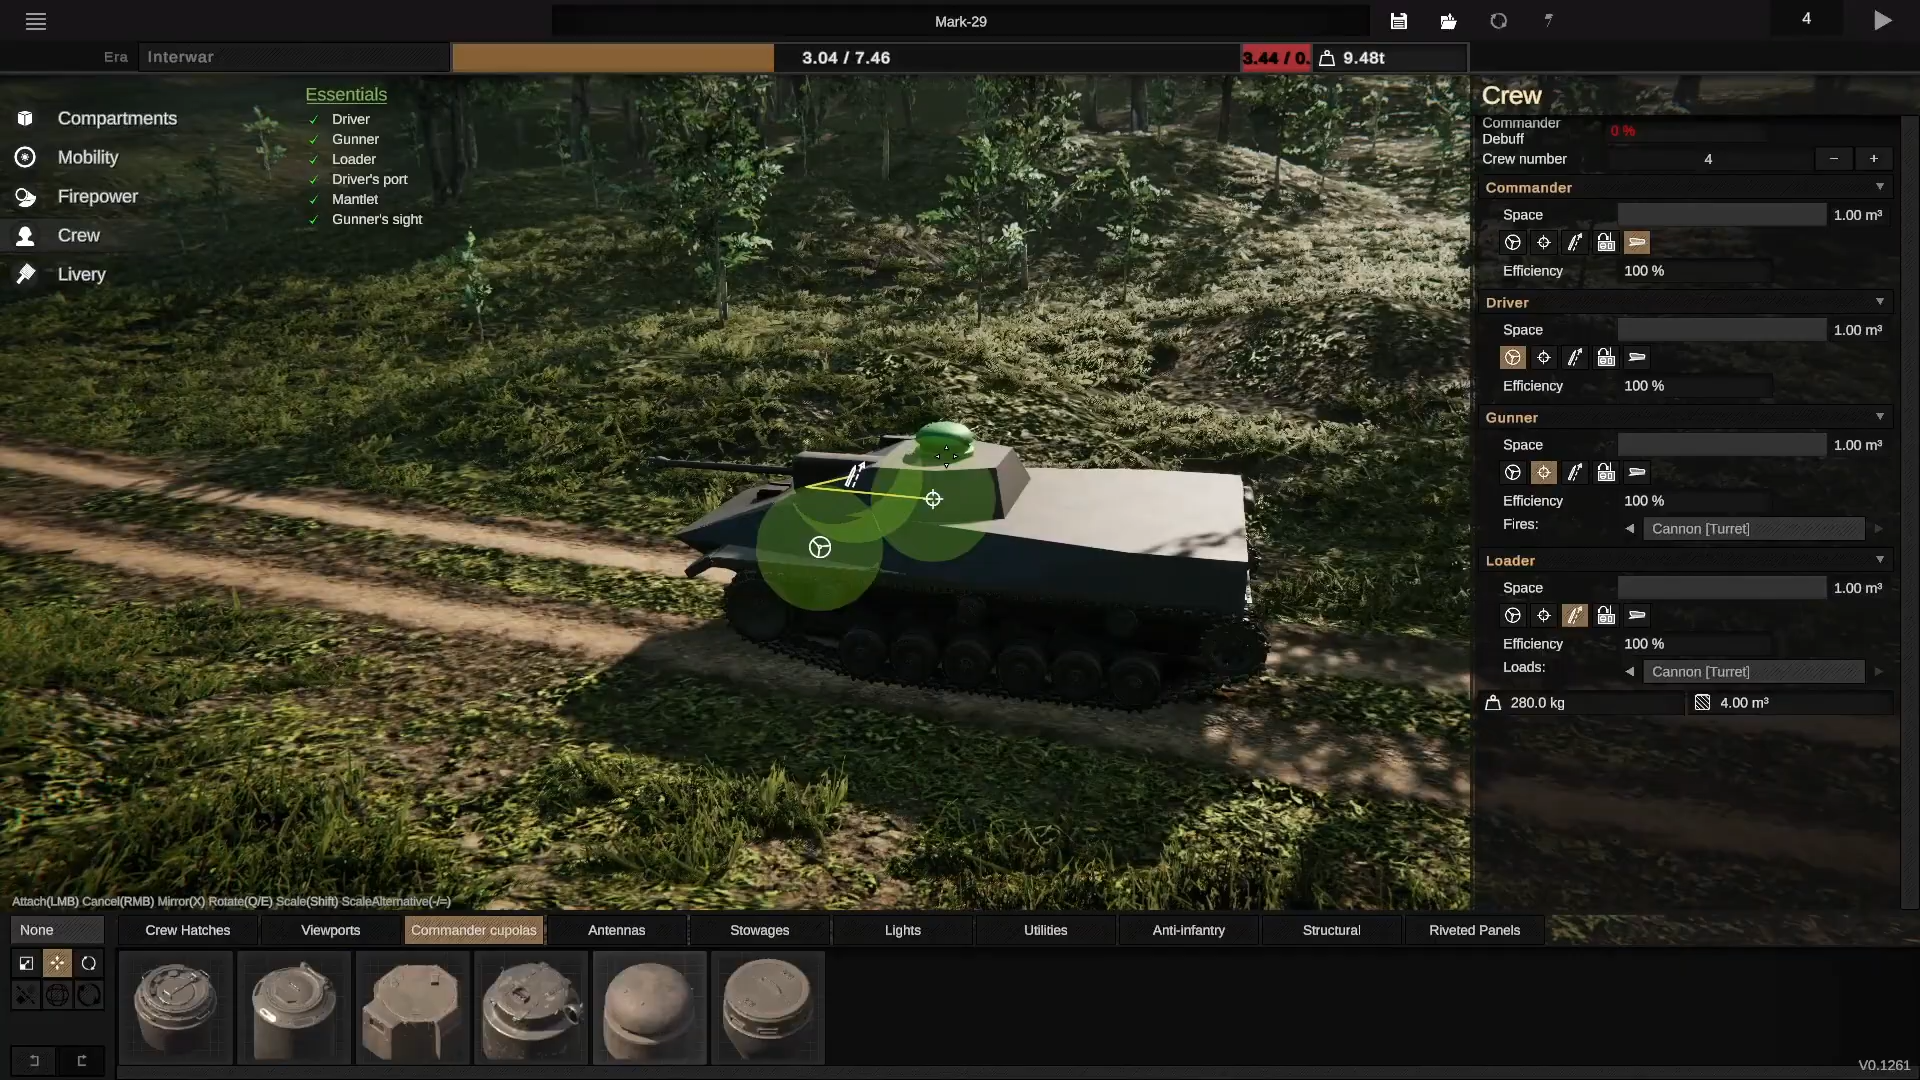 Mark-29
4
Era
Interwar
3.04 / 7.46
3.44 / 0.
9.48t
Compartments
Mobility
Firepower
Crew
Livery
Essentials
✓ Driver
✓ Gunner
✓ Loader
✓ Driver's port
✓ Mantlet
✓ Gunner's sight
Crew
Commander
Debuff
0 %
Crew number
4
− +
Commander
Space
1.00 m³
Efficiency
100 %
Driver
Space
1.00 m³
Efficiency
100 %
Gunner
Space
1.00 m³
Efficiency
100 %
Fires:
Cannon [Turret]
Loader
Space
1.00 m³
Efficiency
100 %
Loads:
Cannon [Turret]
280.0 kg
4.00 m³
Attach(LMB) Cancel(RMB) Mirror(X) Rotate(Q/E) Scale(Shift) ScaleAlternative(-/=)
None
Crew Hatches
Viewports
Commander cupolas
Antennas
Stowages
Lights
Utilities
Anti-infantry
Structural
Riveted Panels
V0.1261